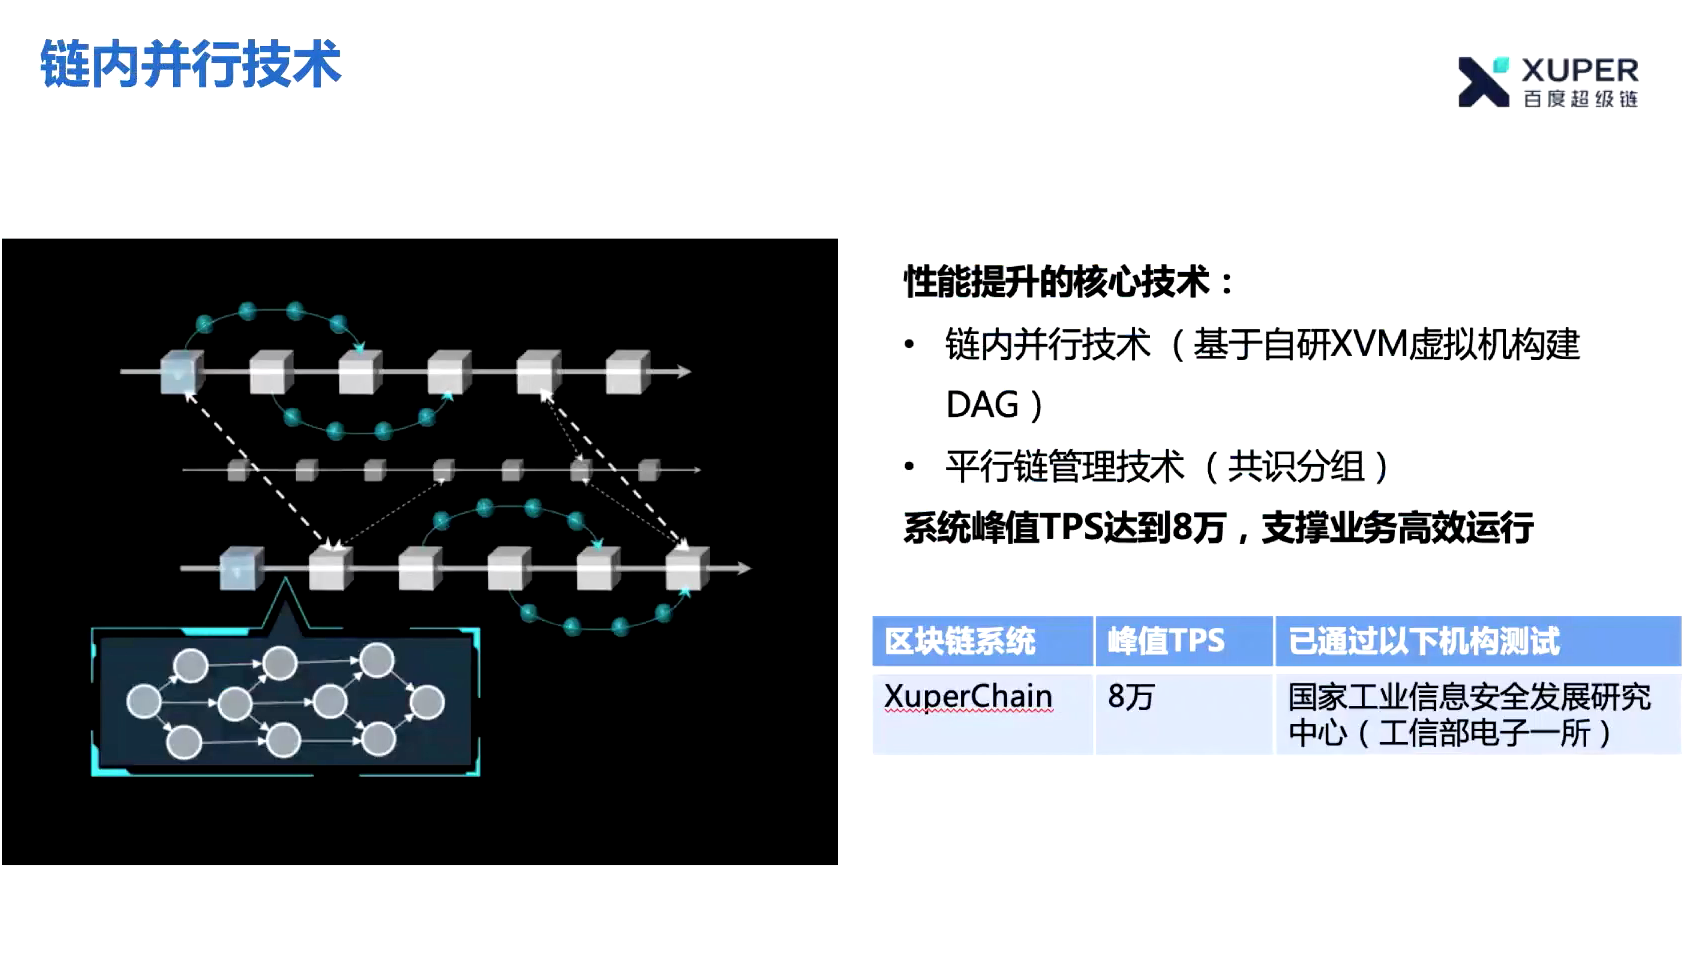 链内并行技术
XUPER
百度超级链
性能提升的核心技术：
• 链内并行技术（基于自研XVM虚拟机构建
DAG）
• 平行链管理技术（共识分组）
系统峰值TPS达到8万，支撑业务高效运行
区块链系统 峰值TPS 已通过以下机构测试
XuperChain 8万 国家工业信息安全发展研究
中心（工信部电子一所）